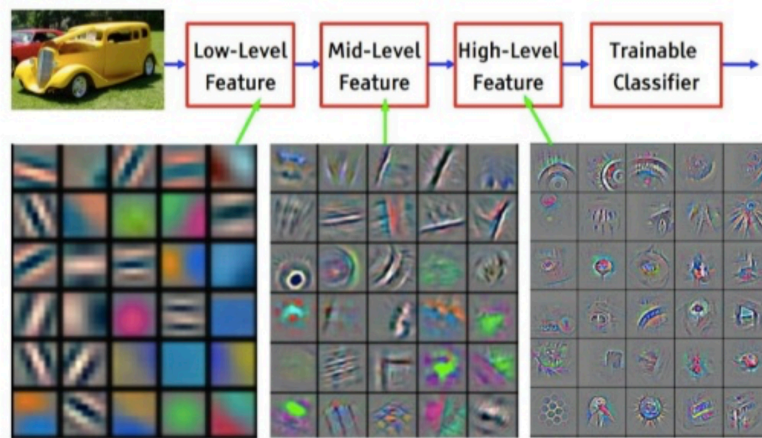 Low-Level
Feature
Mid-Level
Feature
High-Level
Feature
Trainable
Classifier